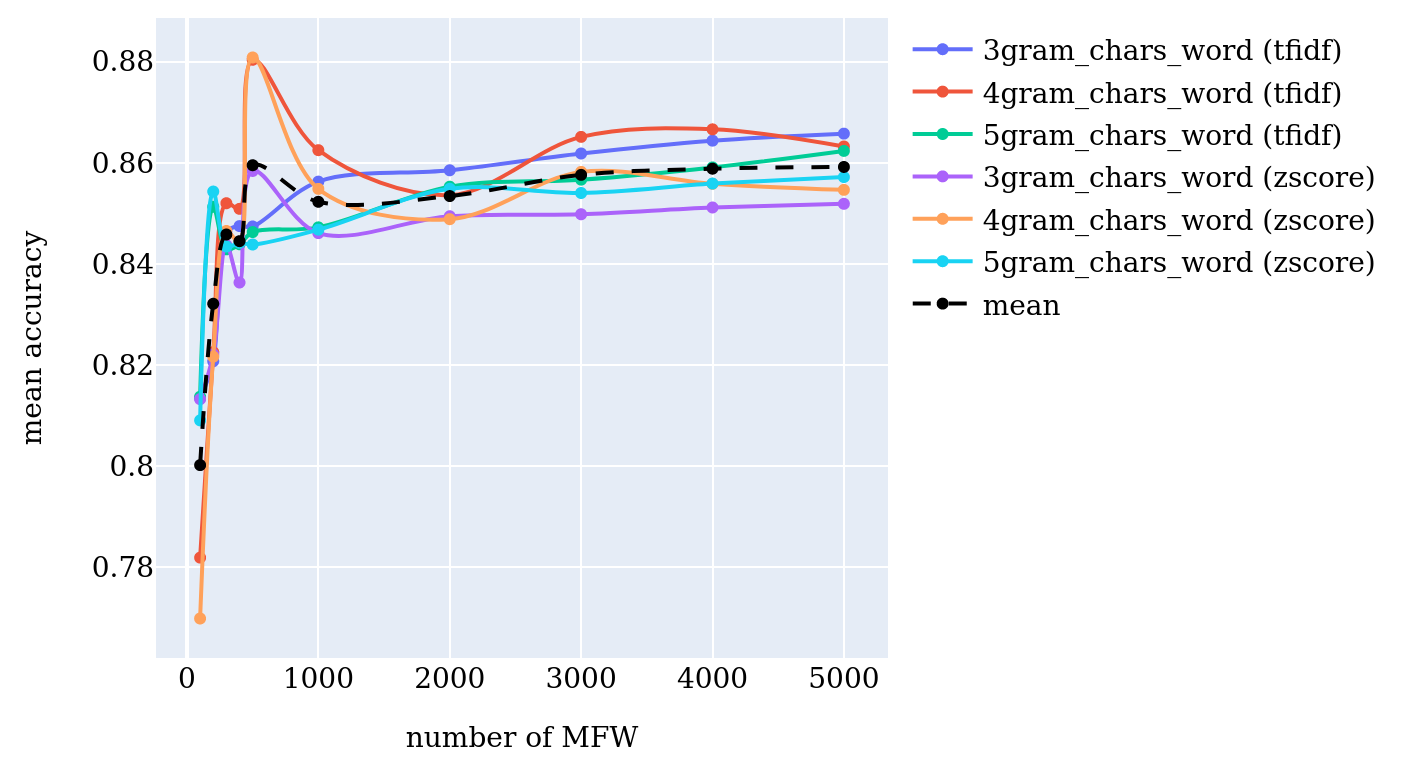 0.88
0.86
0.84
0.82
0.8
0.78
mean accuracy
0 1000 2000 3000 4000 5000
number of MFW
3gram_chars_word (tfidf)
4gram_chars_word (tfidf)
5gram_chars_word (tfidf)
3gram_chars_word (zscore)
4gram_chars_word (zscore)
5gram_chars_word (zscore)
mean